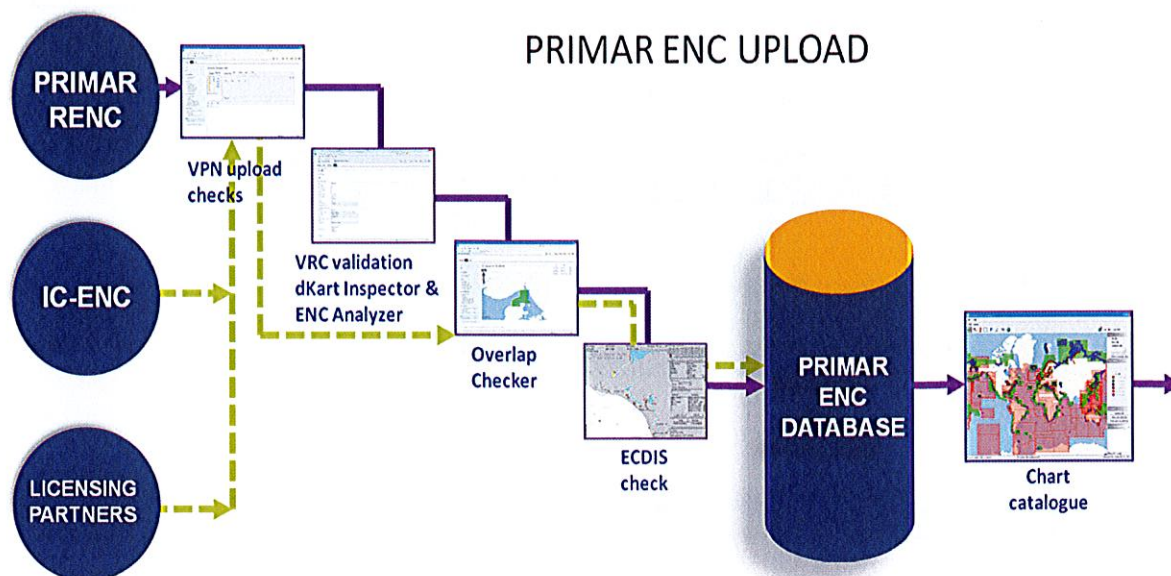 PRIMAR ENC UPLOAD
PRIMAR
RENC
VPN upload
checks
IC-ENC
VRC validation
dKart Inspector &
ENC Analyzer
Overlap
Checker
LICENSING
PARTNERS
ECDIS
check
PRIMAR
ENC
DATABASE
Chart
catalogue